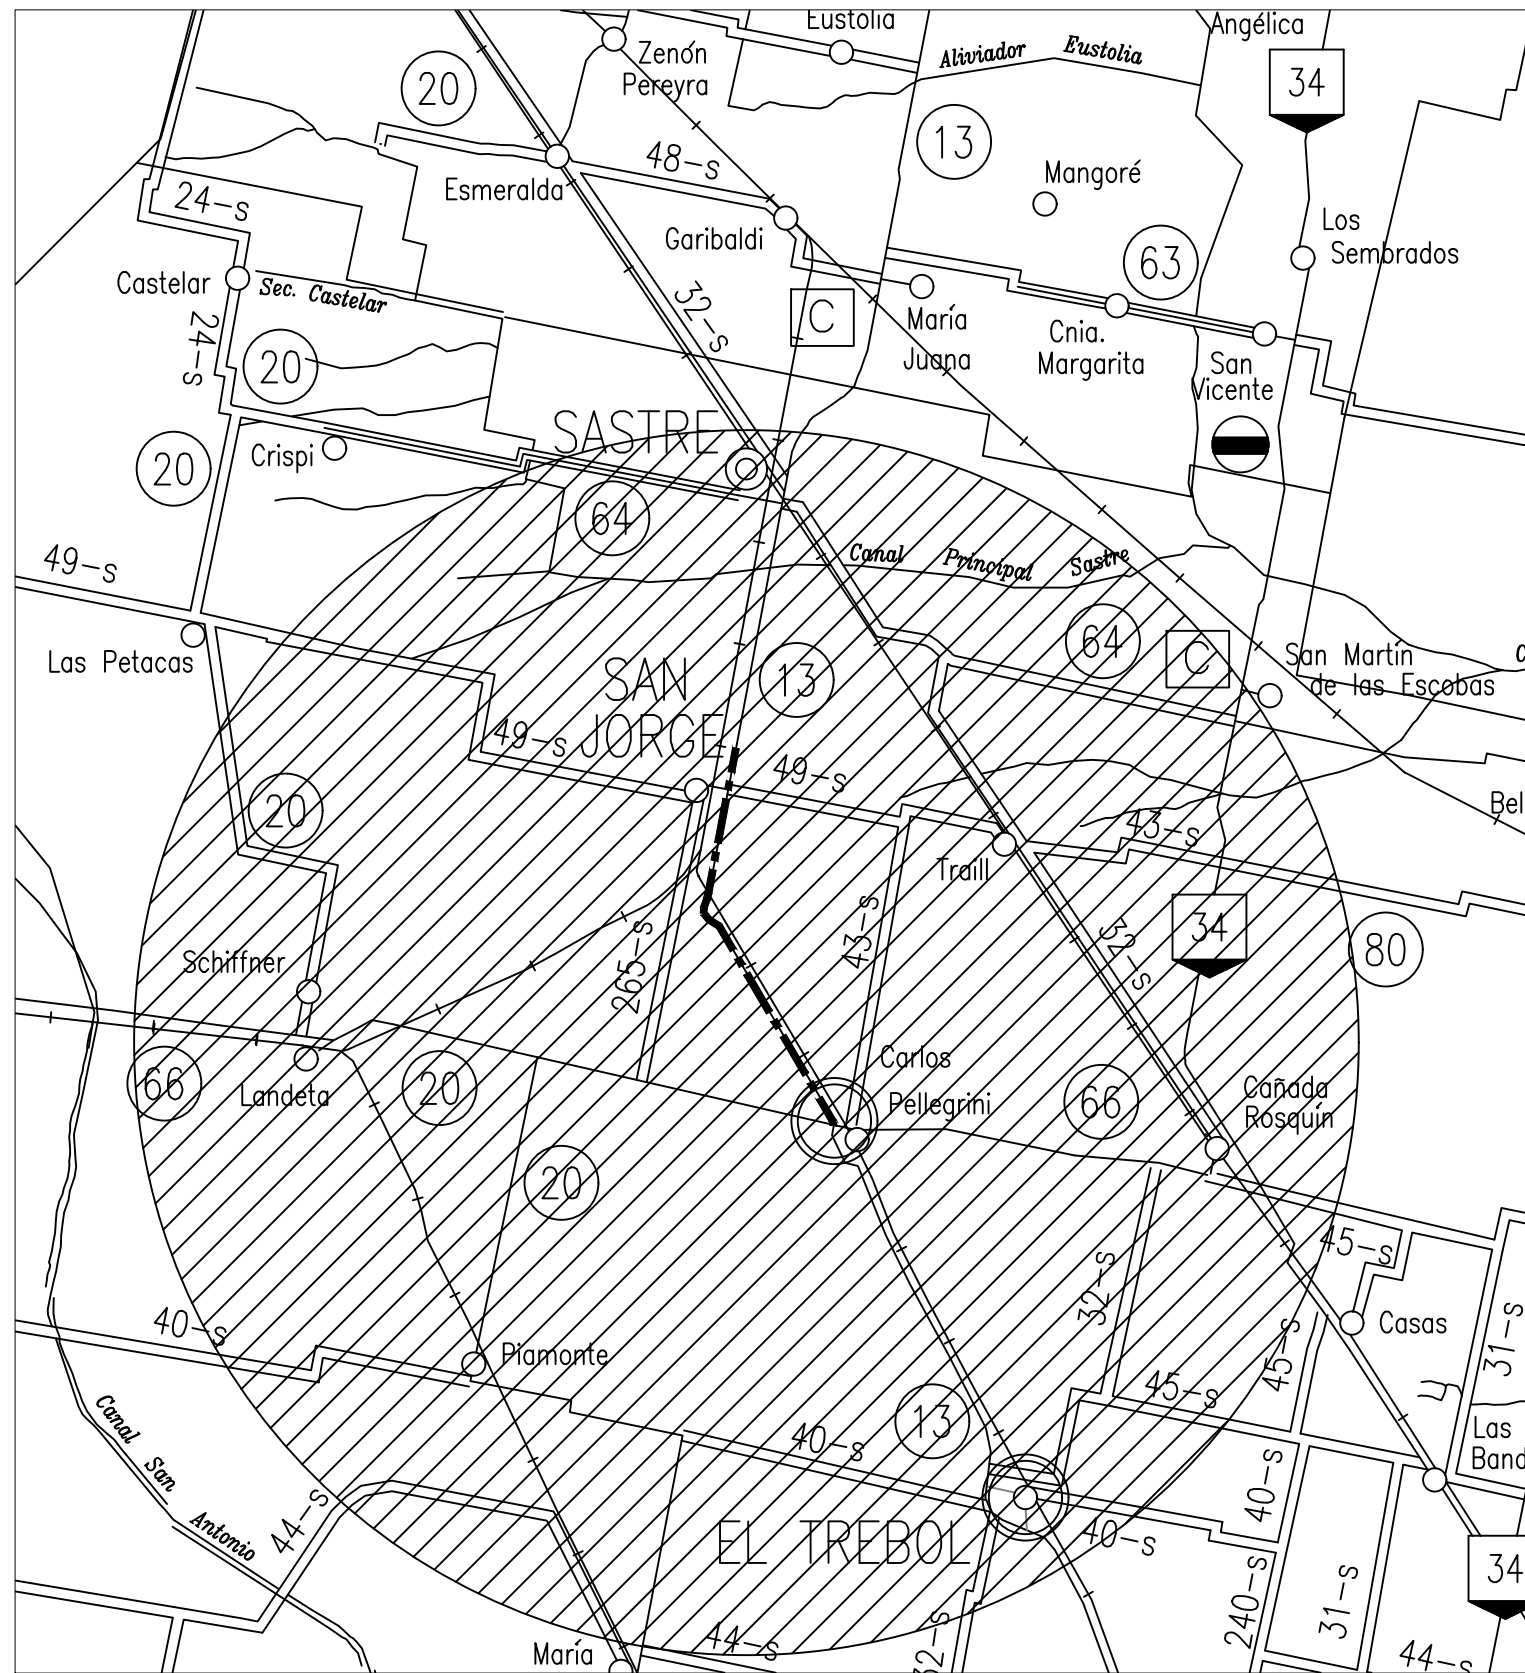 Eustolia
Angélica
Zenón
Pereyra
Aliviador Eustolia
34
20
13
48-s
Mangoré
Esmeralda
24-s
Garibaldi
Los
Sembrados
63
Castelar
Sec. Castelar
32-s
C
María
Juana
Cnia.
Margarita
San
Vicente
24-s
20
SASTRE
Crispi
20
64
49-s
Canal Principal Sastre
64
C
San Martín
de las Escobas
C
Las Petacas
SAN
JORGE
13
49-s
49-s
20
Bel
43-s
Traill
43-s
34
32-s
80
Schiffner
265-s
Carlos
Pellegrini
66
Landeta
20
66
Cañada
Rosquín
20
45-s
32-s
40-s
Casas
31-s
Piamonte
45-s
45-s
13
Canal San Antonio
40-s
Las
Band
44-s
40-s
EL TREBOL
40-s
34
240-s
31-s
32-s
María
44-s
44-s